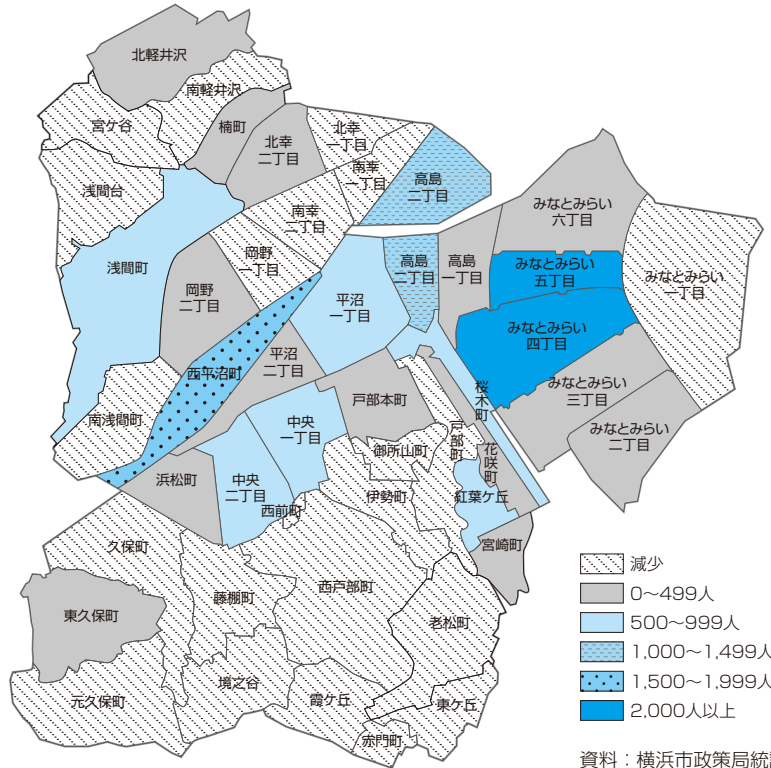 北軽井沢
南軽井沢
宮ケ谷
楠町
北幸
二丁目
北幸
一丁目
南幸
一丁目
高島
二丁目
浅間台
南幸
二丁目
みなとみらい
六丁目
浅間町
岡野
一丁目
高島
二丁目
高島
一丁目
みなとみらい
五丁目
みなとみらい
一丁目
岡野
二丁目
平沼
一丁目
みなとみらい
四丁目
西平沼町
平沼
二丁目
戸部本町
桜木町
みなとみらい
三丁目
南浅間町
中央
一丁目
みなとみらい
二丁目
戸部町
御所山町
花咲町
浜松町
中央
二丁目
伊勢町
紅葉ケ丘
西前町
宮崎町
久保町
藤棚町
西戸部町
東久保町
老松町
元久保町
境之谷
霞ケ丘
東ケ丘
赤門町
減少
0〜499人
500〜999人
1,000〜1,499人
1,500〜1,999人
2,000人以上
資料：横浜市政策局統